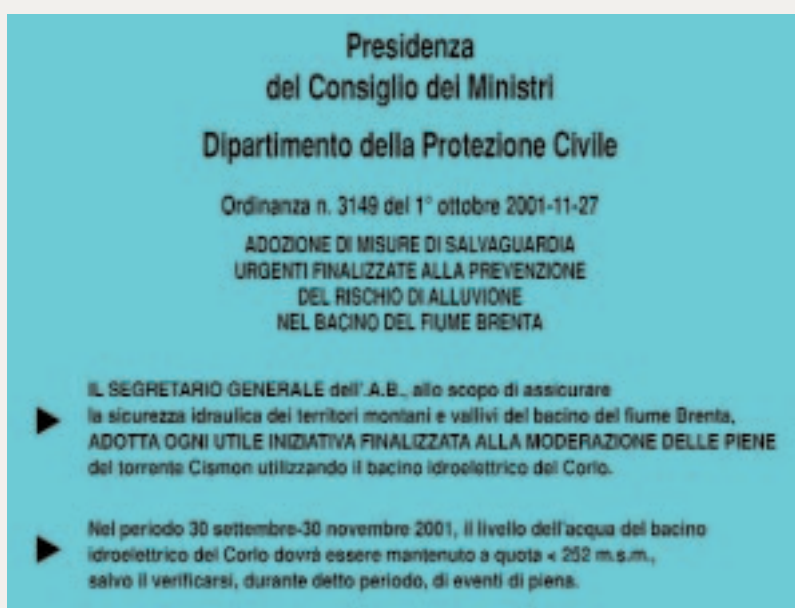 Presidenza
del Consiglio dei Ministri
Dipartimento della Protezione Civile
Ordinanza n. 3149 del 1° ottobre 2001-11-27
ADOZIONE DI MISURE DI SALVAGUARDIA
URGENTI FINALIZZATE ALLA PREVENZIONE
DEL RISCHIO DI ALLUVIONE
NEL BACINO DEL FIUME BRENTA
IL SEGRETARIO GENERALE dell'A.B., allo scopo di assicurare
la sicurezza idraulica dei territori montani e vallivi del bacino del fiume Brenta,
ADOTTA OGNI UTILE INIZIATIVA FINALIZZATA ALLA MODERAZIONE DELLE PIENE
del torrente Cismon utilizzando il bacino idroelettrico del Corlo.
Nel periodo 30 settembre-30 novembre 2001, il livello dell'acqua del bacino
idroelettrico del Corlo dovrà essere mantenuto a quota < 252 m.s.m.,
salvo il verificarsi, durante detto periodo, di eventi di piena.